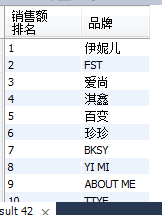 销售额排名 品牌
1 伊妮儿
2 FST
3 爱尚
4 淇鑫
5 百变
6 珍珍
7 BKSY
8 YI MI
9 ABOUT ME
10
sult 42 ×